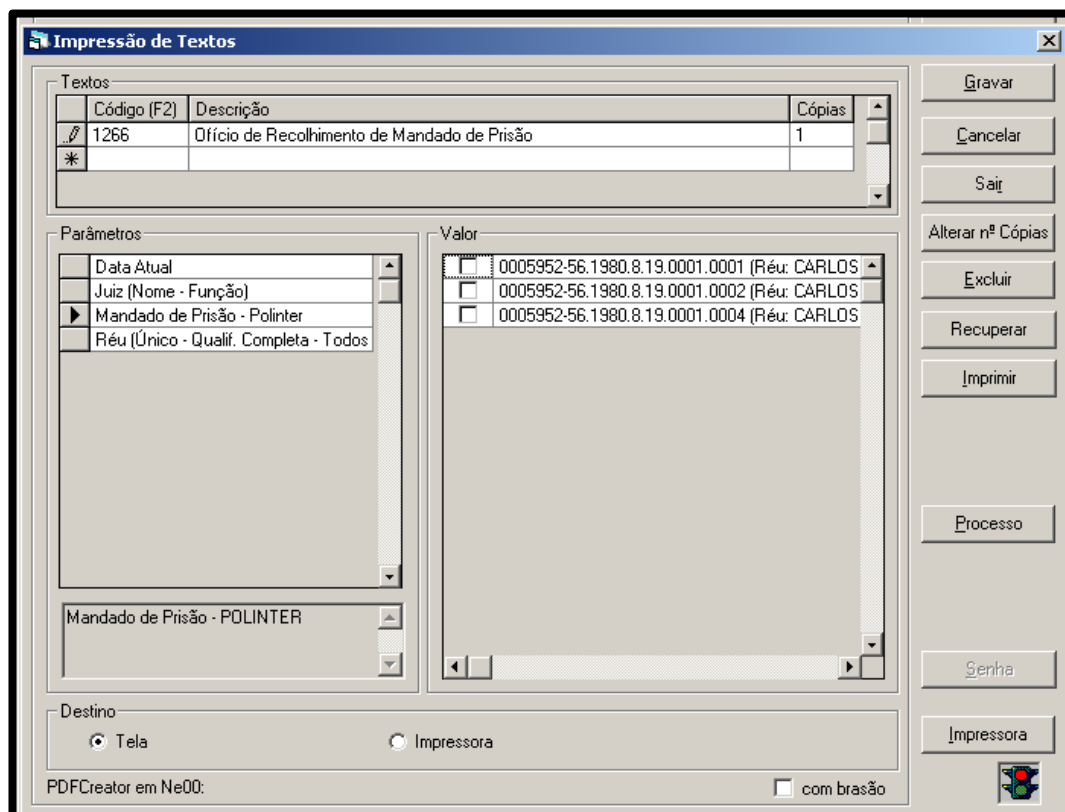 Impressão de Textos
Textos
Código (F2) Descrição Cópias
1266 Ofício de Recolhimento de Mandado de Prisão 1
Parâmetros
Data Atual
Juiz (Nome - Função)
Mandado de Prisão - Polinter
Réu (Único - Qualif. Completa - Todos
Mandado de Prisão - POLINTER
Valor
0005952-56.1980.8.19.0001.0001 (Réu: CARLOS
0005952-56.1980.8.19.0001.0002 (Réu: CARLOS
0005952-56.1980.8.19.0001.0004 (Réu: CARLOS
Destino
Tela Impressora
PDFCreator em Ne00: com brasão
Gravar
Cancelar
Sair
Alterar nº Cópias
Excluir
Recuperar
Imprimir
Processo
Senha
Impressora